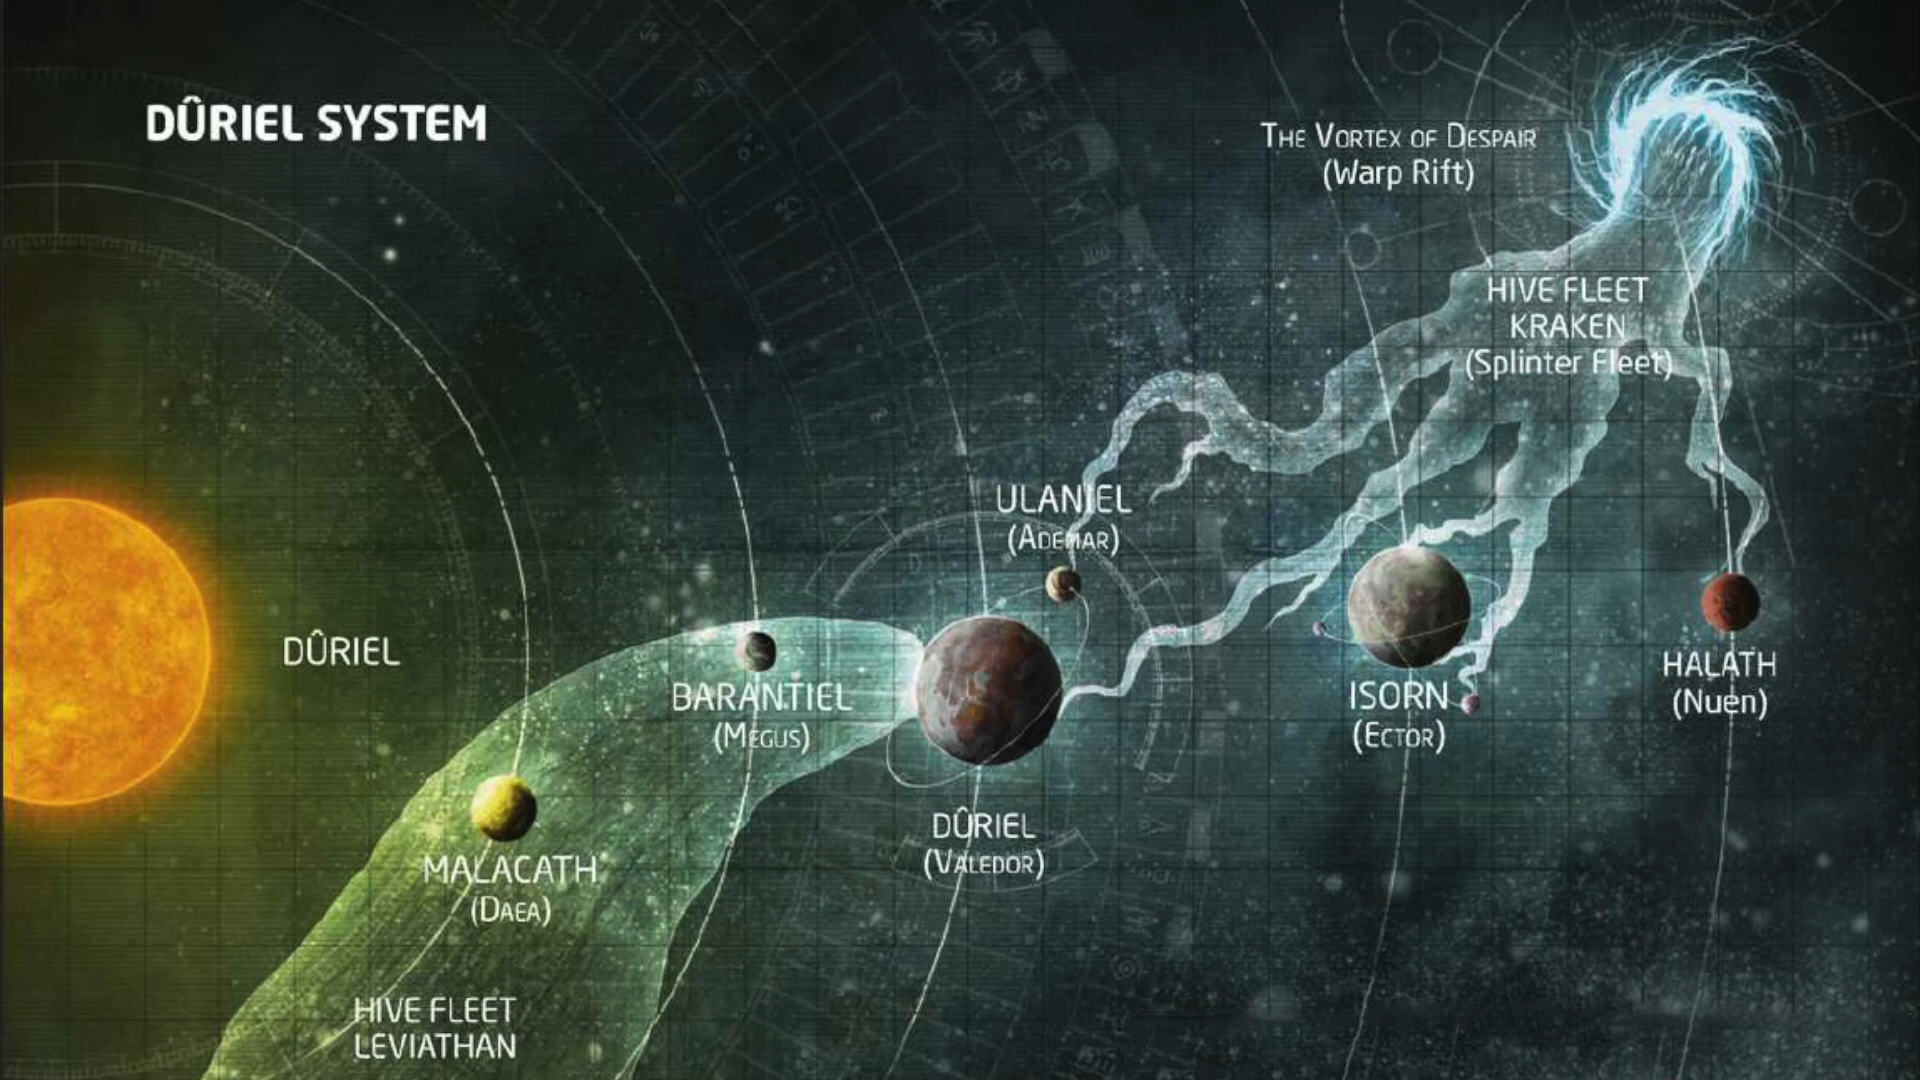 DÛRIEL SYSTEM
THE VORTEX OF DESPAIR
(Warp Rift)
HIVE FLEET
KRAKEN
(Splinter Fleet)
ULANIEL
(ADEMAR)
DÛRIEL
BARANTIEL
(MEGUS)
ISORN
(ECTOR)
HALATH
(Nuen)
DÛRIEL
(VALEDOR)
MALACATH
(DAEA)
HIVE FLEET
LEVIATHAN